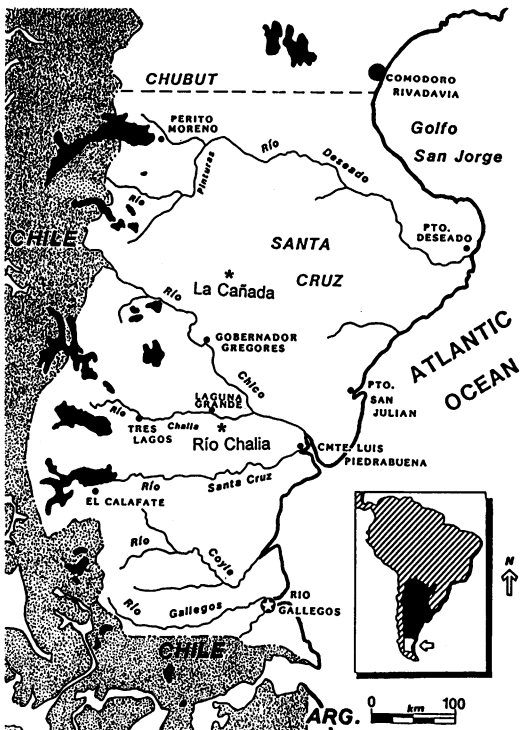 CHUBUT
COMODORO
RIVADAVIA
Golfo
San Jorge
PERITO
MORENO
Río
Deseado
Pinturas
Río
PTO.
DESEADO
CHILE
SANTA
CRUZ
*
La Cañada
Río
GOBERNADOR
GREGORES
Chico
ATLANTIC
OCEAN
PTO.
SAN
JULIAN
LAGUNA
GRANDE
Río
Chalia
TRES
LAGOS
*
Río Chalia
CMTE. LUIS
PIEDRABUENA
Río
Santa Cruz
EL CALAFATE
Río
Coyle
Río
Gallegos
RIO
GALLEGOS
CHILE
N
0 km 100
ARG.